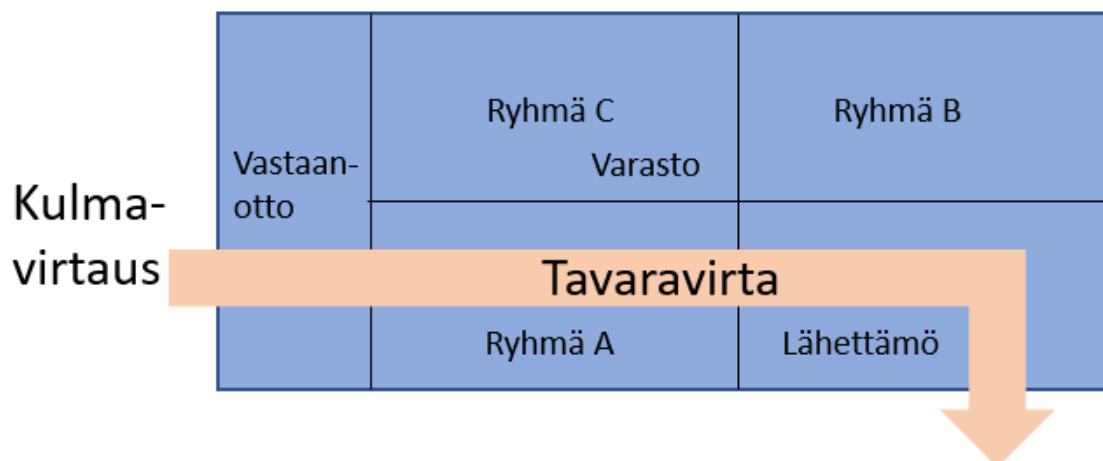 Kulma-
virtaus
Vastaan-
otto
Ryhmä C
Varasto
Ryhmä B
Tavaravirta
Ryhmä A
Lähettämö